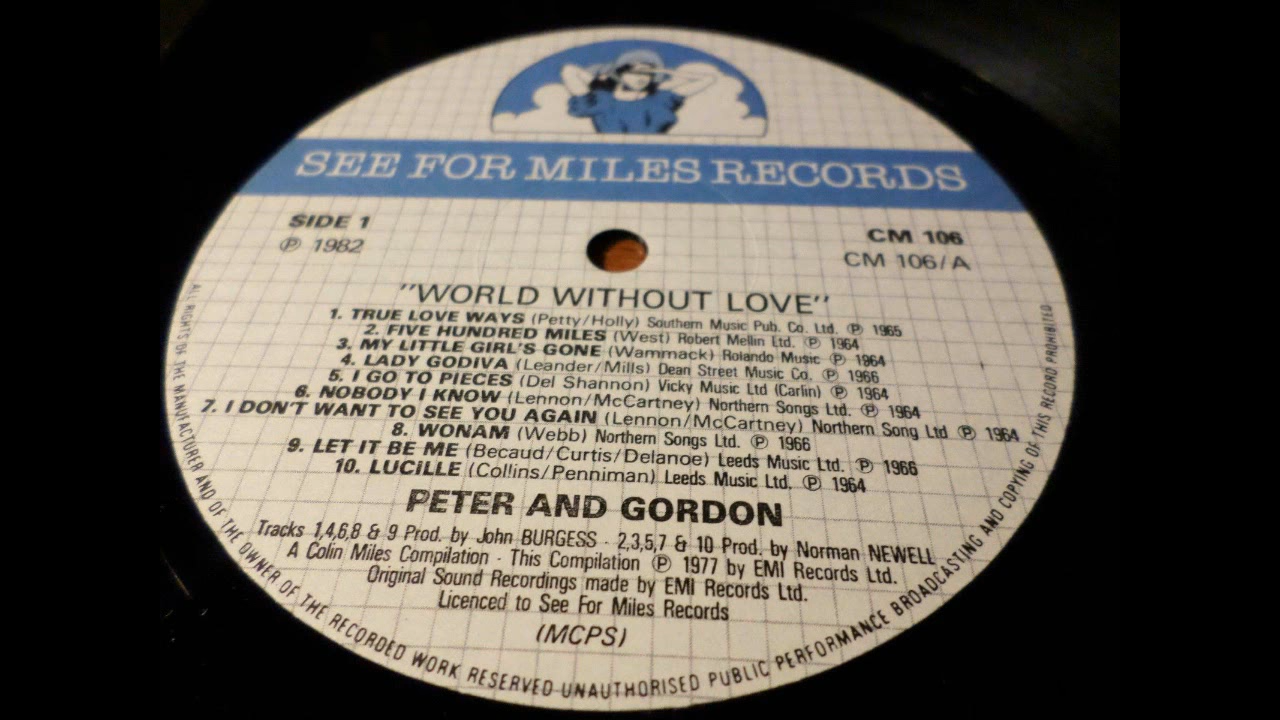 SEE FOR MILES RECORDS
SIDE 1
℗ 1982
CM 106
CM 106/A
"WORLD WITHOUT LOVE"
1. TRUE LOVE WAYS (Petty/Holly) Southern Music Pub. Co. Ltd. ℗ 1965
2. FIVE HUNDRED MILES (West) Robert Mellin Ltd. ℗ 1964
3. MY LITTLE GIRL'S GONE (Wammack) Rolando Music ℗ 1964
4. LADY GODIVA (Leander/Mills) Dean Street Music Co. ℗ 1966
5. I GO TO PIECES (Del Shannon) Vicky Music Ltd (Carlin) ℗ 1964
6. NOBODY I KNOW (Lennon/McCartney) Northern Songs Ltd. ℗ 1964
7. I DON'T WANT TO SEE YOU AGAIN (Lennon/McCartney) Northern Song Ltd ℗ 1964
8. WONAM (Webb) Northern Songs Ltd. ℗ 1966
9. LET IT BE ME (Becaud/Curtis/Delanoe) Leeds Music Ltd. ℗ 1966
10. LUCILLE (Collins/Penniman) Leeds Music Ltd. ℗ 1964
PETER AND GORDON
Tracks 1,4,6,8 & 9 Prod. by John BURGESS - 2,3,5,7 & 10 Prod. by Norman NEWELL
A Colin Miles Compilation - This Compilation ℗ 1977 by EMI Records Ltd.
Original Sound Recordings made by EMI Records Ltd.
Licenced to See For Miles Records
(MCPS)
ALL RIGHTS OF THE MANUFACTURER AND OF THE OWNER OF THE RECORDED WORK RESERVED UNAUTHORISED PUBLIC PERFORMANCE BROADCASTING AND COPYING OF THIS RECORD PROHIBITED